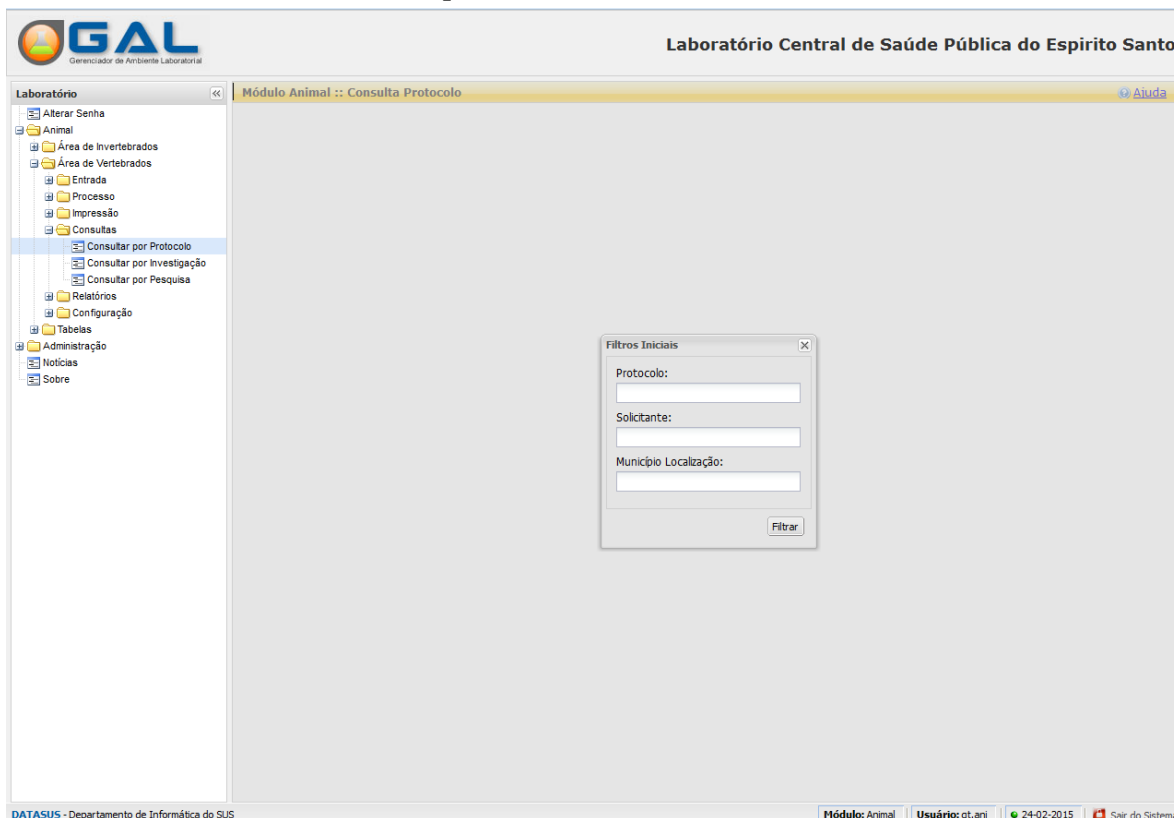 GAL
Gerenciador de Ambiente Laboratorial
Laboratório Central de Saúde Pública do Espirito Santo
Laboratório
Módulo Animal :: Consulta Protocolo
Ajuda
Alterar Senha
Animal
Área de Invertebrados
Área de Vertebrados
Entrada
Processo
Impressão
Consultas
Consultar por Protocolo
Consultar por Investigação
Consultar por Pesquisa
Relatórios
Configuração
Tabelas
Administração
Notícias
Sobre
Filtros Iniciais
Protocolo:
Solicitante:
Município Localização:
Filtrar
DATASUS - Departamento de Informática do SUS
Módulo: Animal
Usuário: gt.ani
24-02-2015
Sair do Sistema